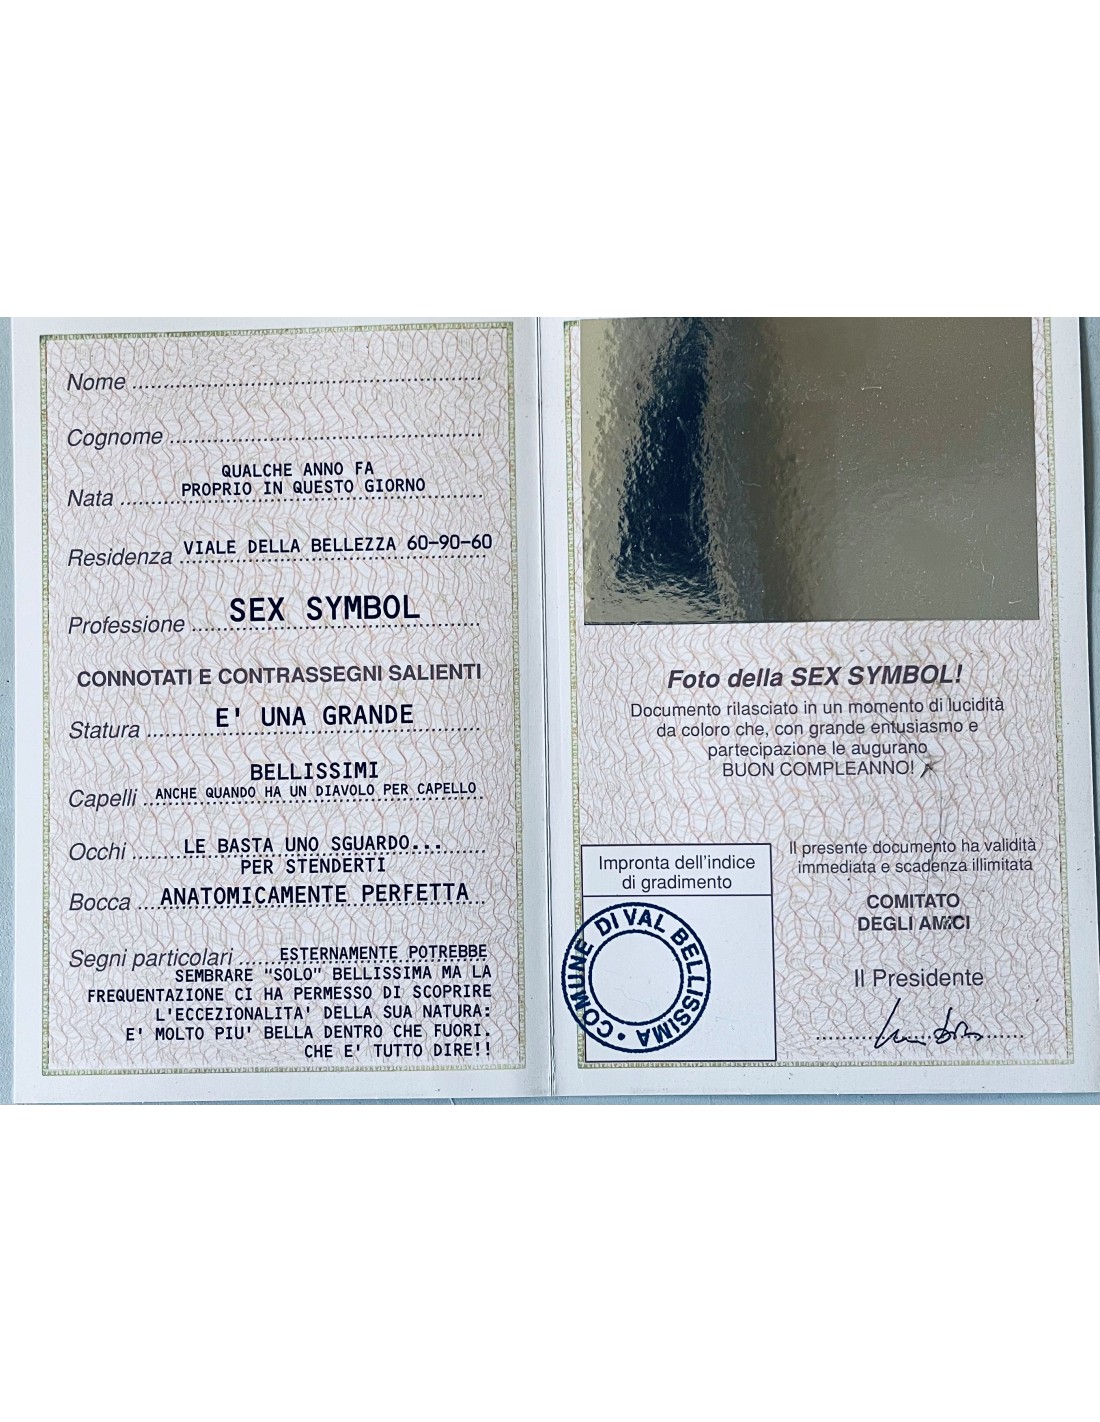 Nome
Cognome
QUALCHE ANNO FA
Nata PROPRIO IN QUESTO GIORNO
Residenza VIALE DELLA BELLEZZA 60-90-60
Professione SEX SYMBOL
CONNOTATI E CONTRASSEGNI SALIENTI
Statura E' UNA GRANDE
BELLISSIMI
Capelli ANCHE QUANDO HA UN DIAVOLO PER CAPELLO
Occhi LE BASTA UNO SGUARDO...
PER STENDERTI
Bocca ANATOMICAMENTE PERFETTA
Segni particolari ESTERNAMENTE POTREBBE
SEMBRARE "SOLO" BELLISSIMA MA LA
FREQUENTAZIONE CI HA PERMESSO DI SCOPRIRE
L'ECCEZIONALITA' DELLA SUA NATURA:
E' MOLTO PIU' BELLA DENTRO CHE FUORI.
CHE E' TUTTO DIRE!!
Foto della SEX SYMBOL!
Documento rilasciato in un momento di lucidità
da coloro che, con grande entusiasmo e
partecipazione le augurano
BUON COMPLEANNO!
Impronta dell'indice
di gradimento
COMUNE DI VAL BELLISSIMA
Il presente documento ha validità
immediata e scadenza illimitata
COMITATO
DEGLI AMICI
Il Presidente